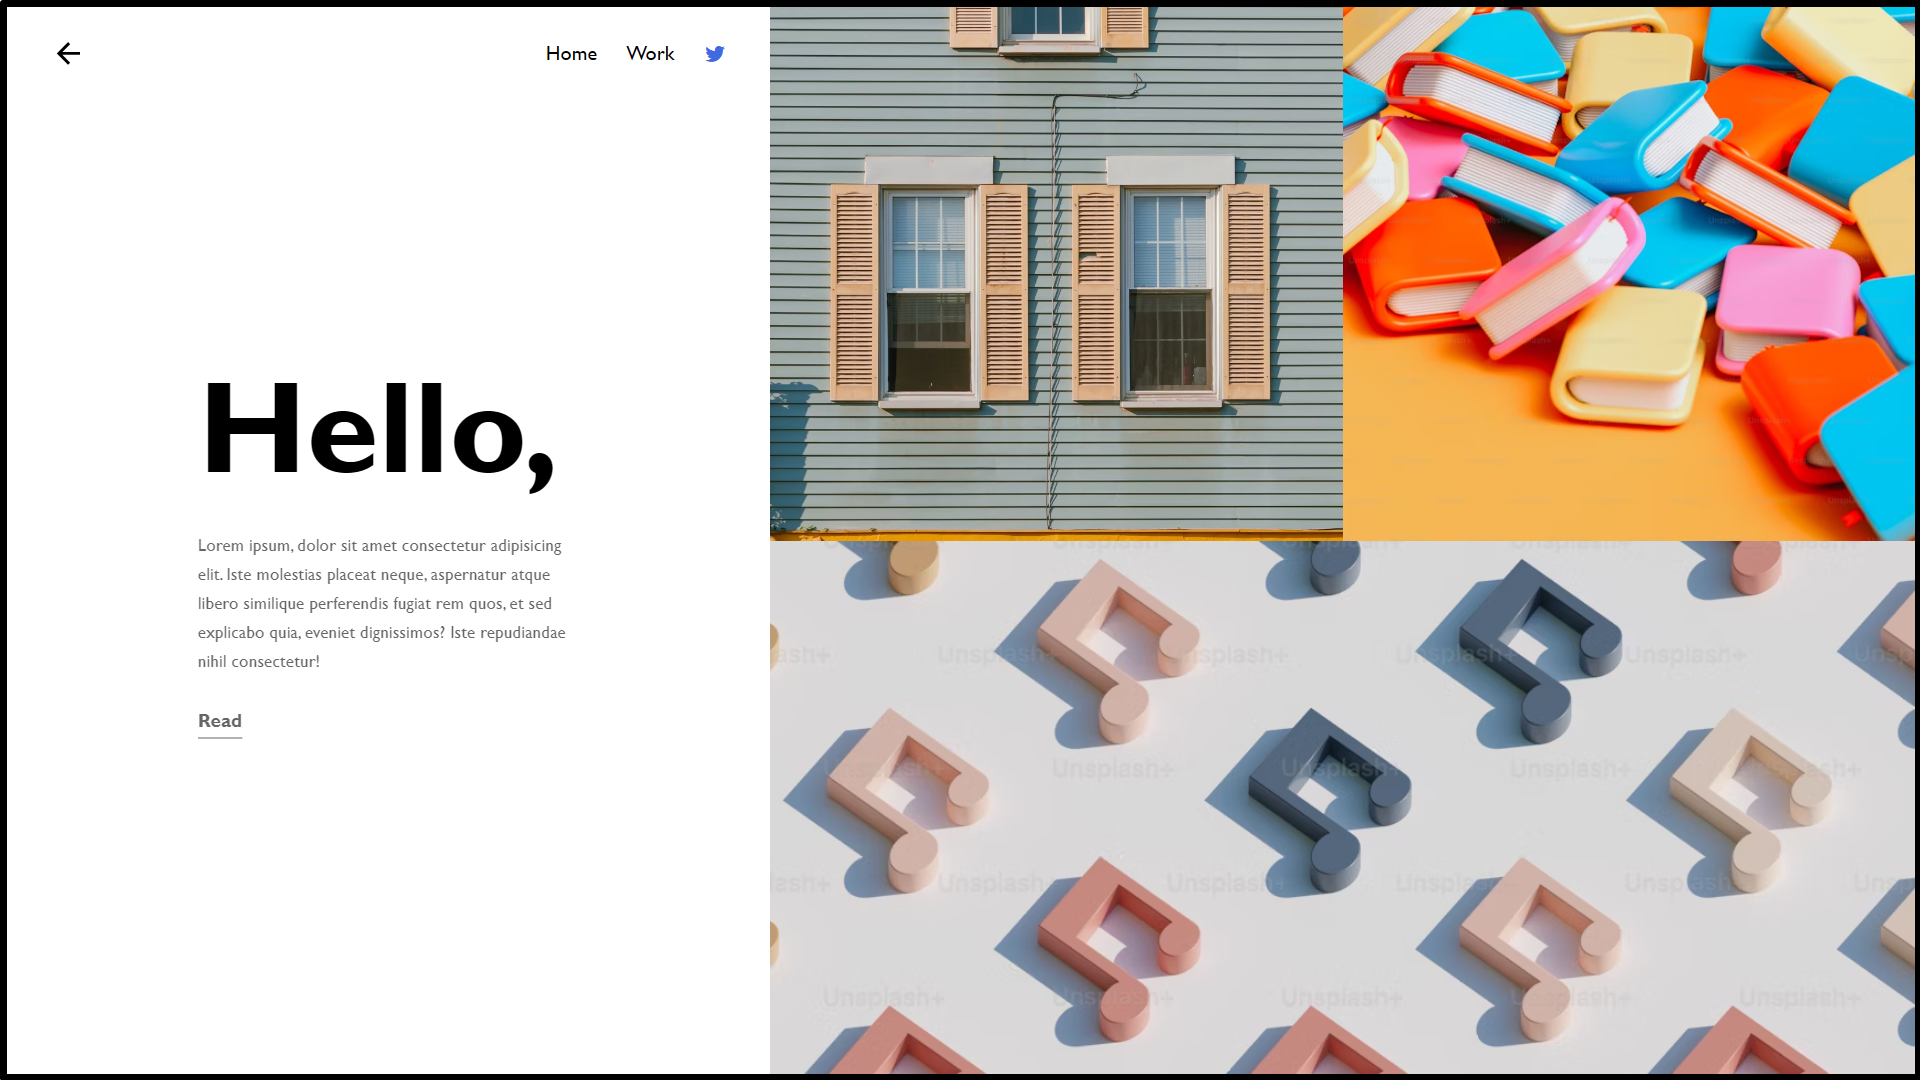 Home Work
Hello,
Lorem ipsum, dolor sit amet consectetur adipisicing
elit. Iste molestias placeat neque, aspernatur atque
libero similique perferendis fugiat rem quos, et sed
explicabo quia, eveniet dignissimos? Iste repudiandae
nihil consectetur!
Read
Unsplash+ Unsplash+ Unsplash+ Unsplash+
Unsplash+ Unsplash+ Unsplash+ Unsplash+ Unsplash+
Unsplash+ Unsplash+ Unsplash+ Unsplash+
Unsplash+ Unsplash+ Unsplash+ Unsplash+ Unsplash+